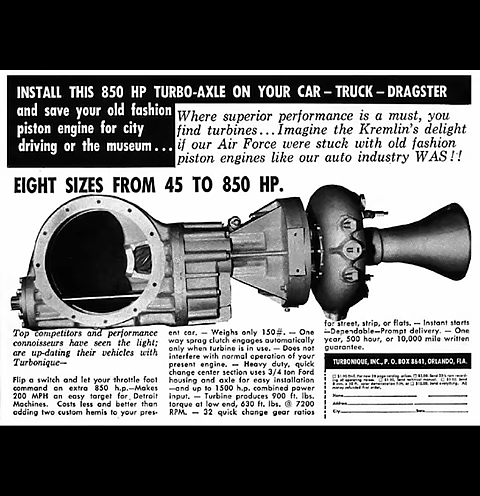 INSTALL THIS 850 HP TURBO-AXLE ON YOUR CAR – TRUCK – DRAGSTER
and save your old fashion
piston engine for city
driving or the museum...
Where superior performance is a must, you
find turbines...Imagine the Kremlin's delight
if our Air Force were stuck with old fashion
piston engines like our auto industry WAS!!
EIGHT SIZES FROM 45 TO 850 HP.
Top competitors and performance
connoisseurs have seen the light;
are up-dating their vehicles with
Turbonique—
Flip a switch and let your throttle foot
command an extra 850 h.p.—Makes
200 MPH an easy target for Detroit
Machines. Costs less and better than
adding two custom hemis to your pres-
ent car. — Weighs only 150#. — One
way sprag clutch engages automatically
only when turbine is in use. — Does not
interfere with normal operation of your
present engine. — Heavy duty, quick
change center section uses 3/4 ton Ford
housing and axle for easy installation
—and up to 1500 h.p. combined power
input. — Turbine produces 900 ft. lbs.
torque at low end, 630 ft. lbs. @ 7200
RPM. — 32 quick change gear ratios
for street, strip, or flats. — Instant starts
—Dependable—Prompt delivery. — One
year, 500 hour, or 10,000 mile written
guarantee.
TURBONIQUE, INC., P. O. BOX 8641, ORLANDO, FLA.
Name
Address
City State